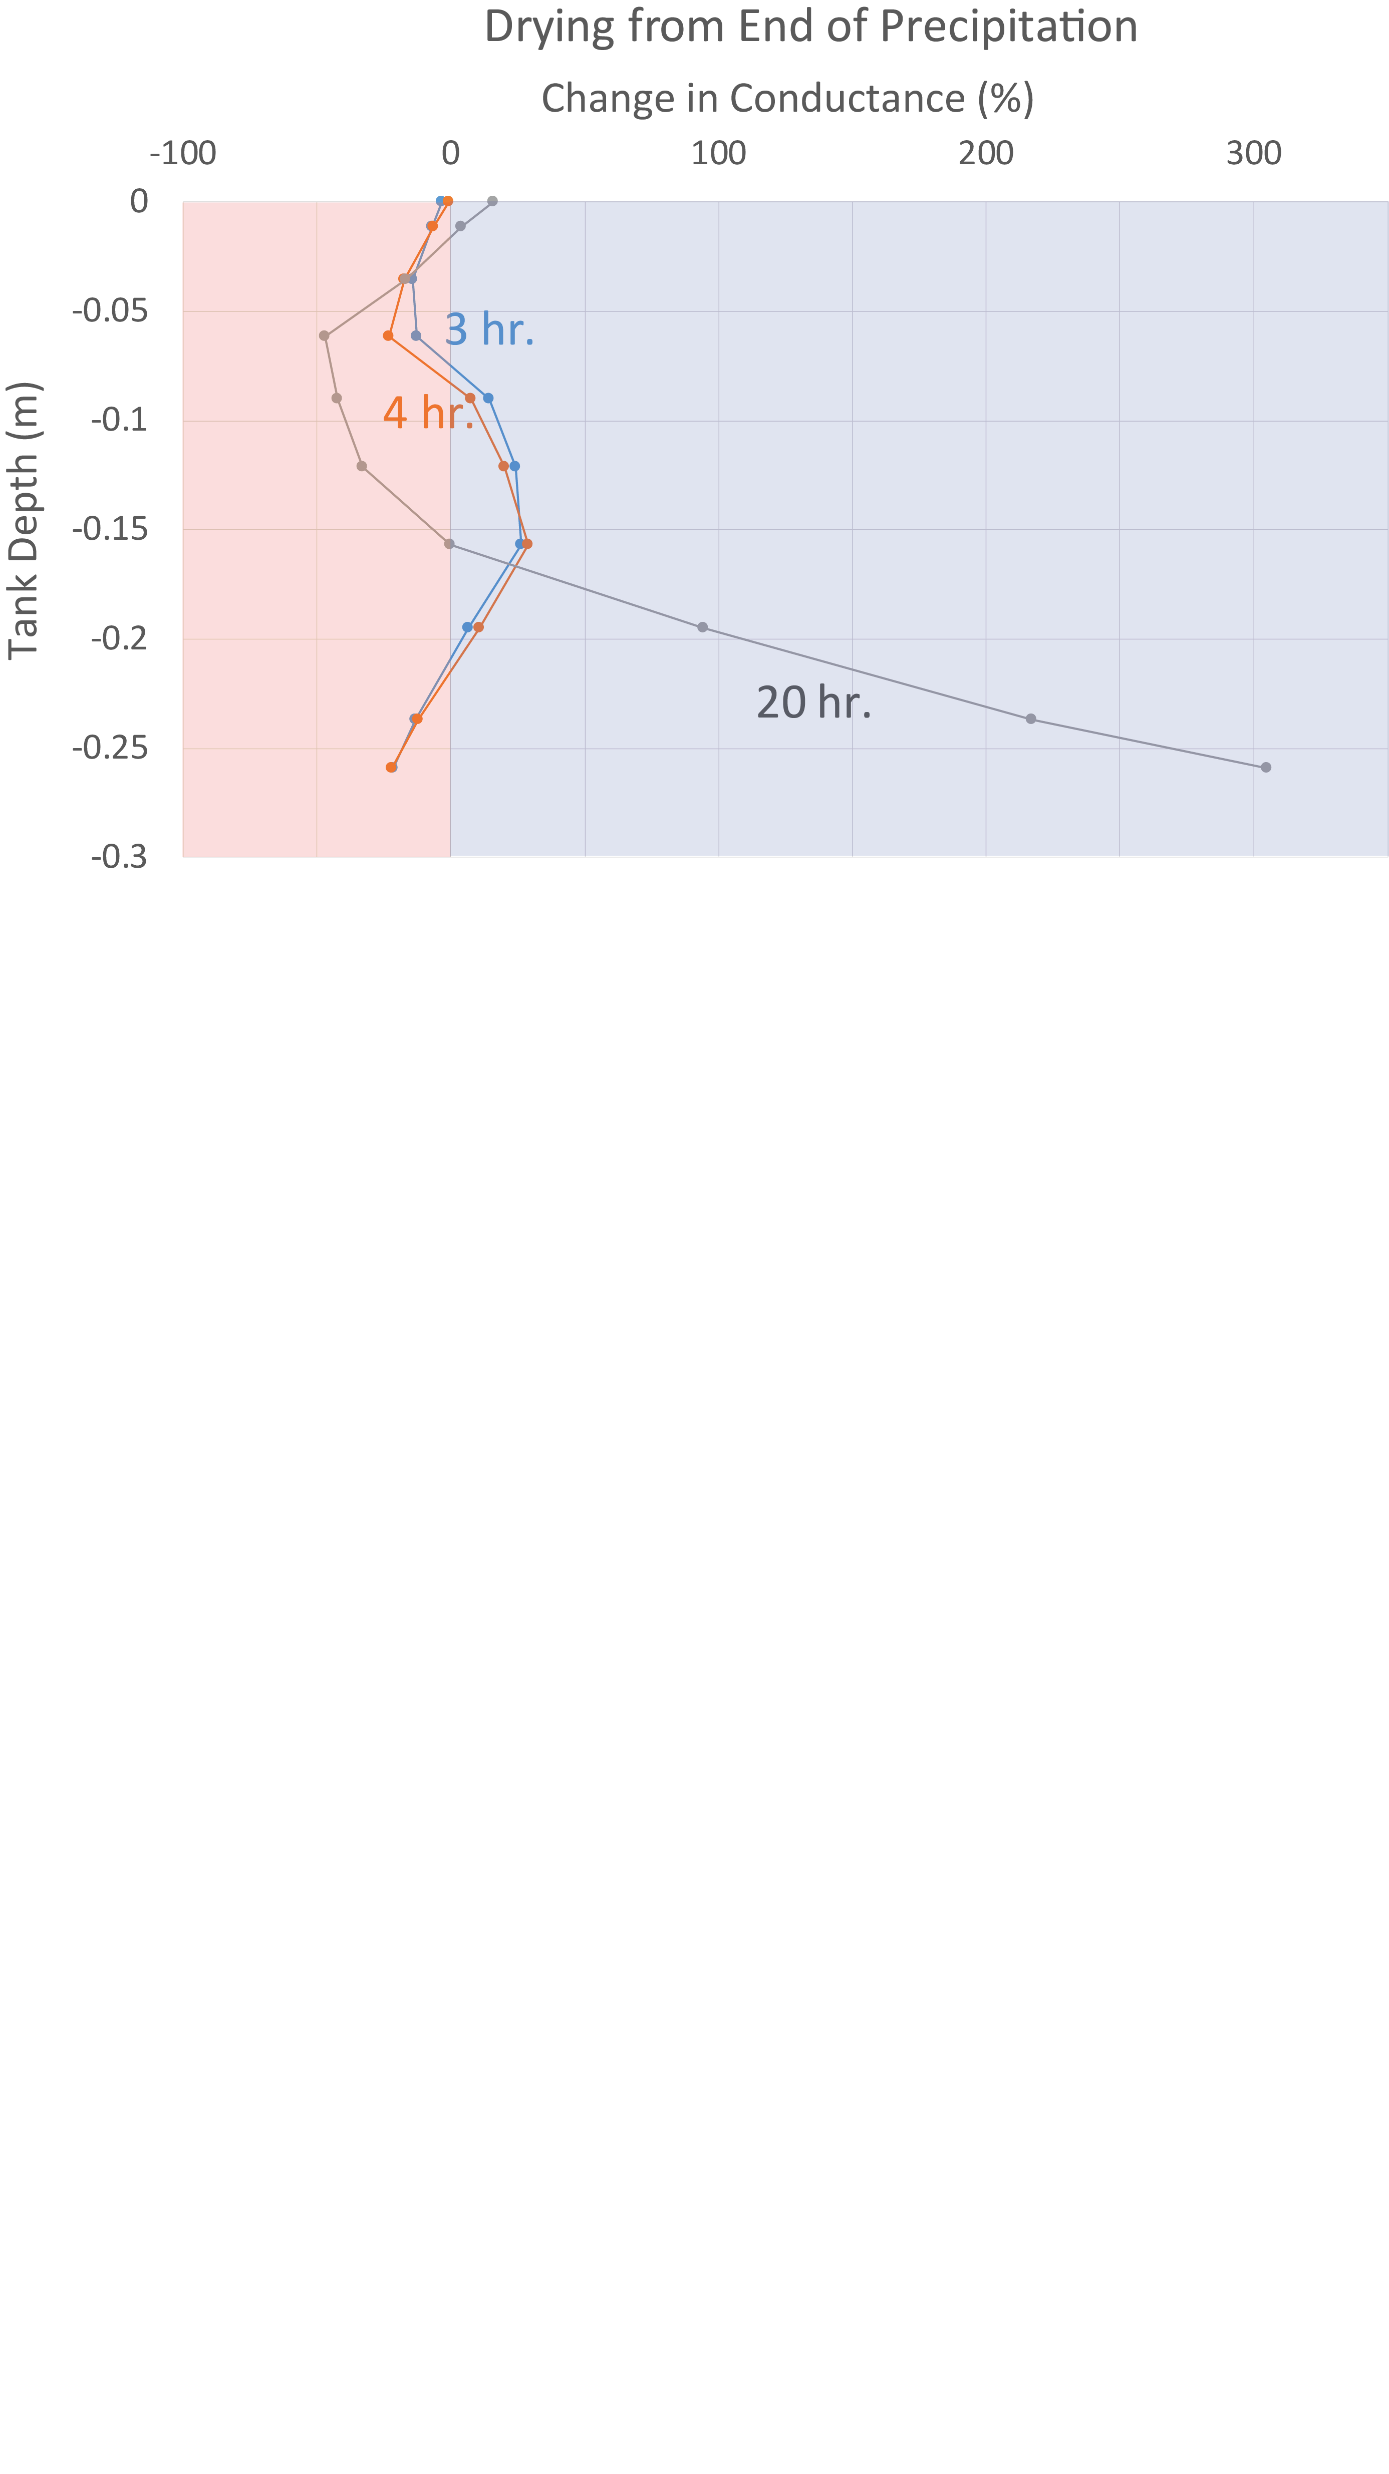 Drying from End of Precipitation
Change in Conductance (%)
-100 0 100 200 300
0
-0.05
-0.1
-0.15
-0.2
-0.25
-0.3
Tank Depth (m)
3 hr.
4 hr.
20 hr.